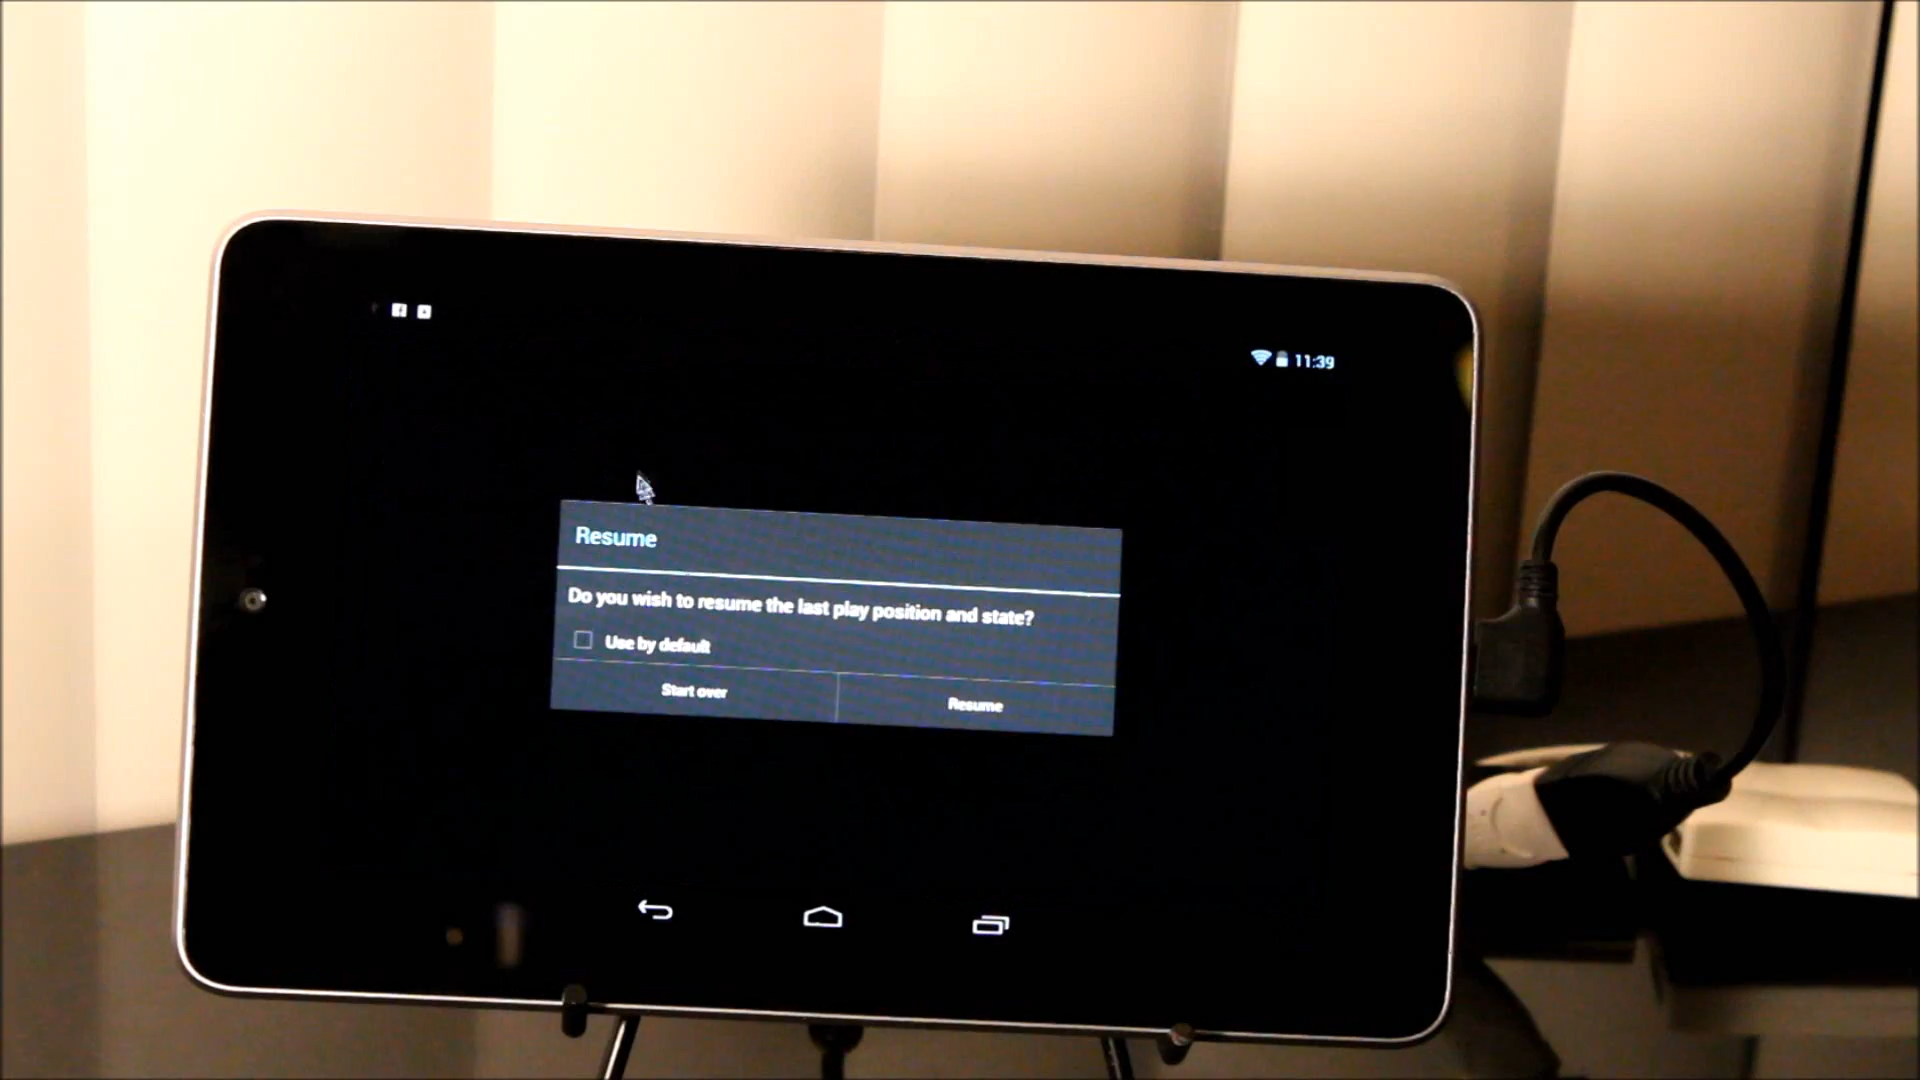 11:39
Resume
Do you wish to resume the last play position and state?
Use by default
Start over
Resume